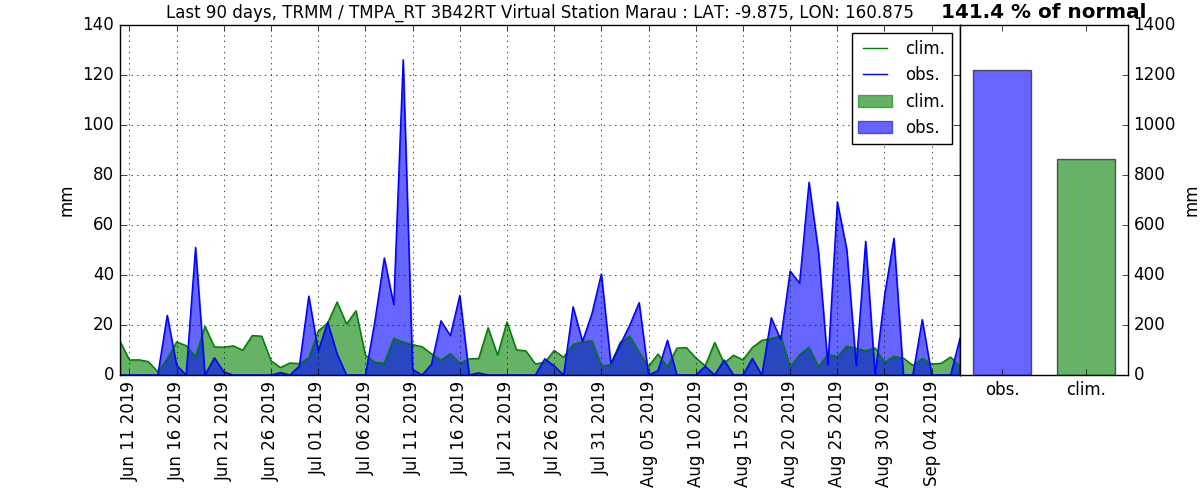 Last 90 days, TRMM / TMPA_RT 3B42RT Virtual Station Marau : LAT: -9.875, LON: 160.875
141.4 % of normal
140
120
100
80
60
40
20
0
mm
clim.
obs.
clim.
obs.
Jun 11 2019
Jun 16 2019
Jun 21 2019
Jun 26 2019
Jul 01 2019
Jul 06 2019
Jul 11 2019
Jul 16 2019
Jul 21 2019
Jul 26 2019
Jul 31 2019
Aug 05 2019
Aug 10 2019
Aug 15 2019
Aug 20 2019
Aug 25 2019
Aug 30 2019
Sep 04 2019
1400
1200
1000
800
600
400
200
0
mm
obs.
clim.